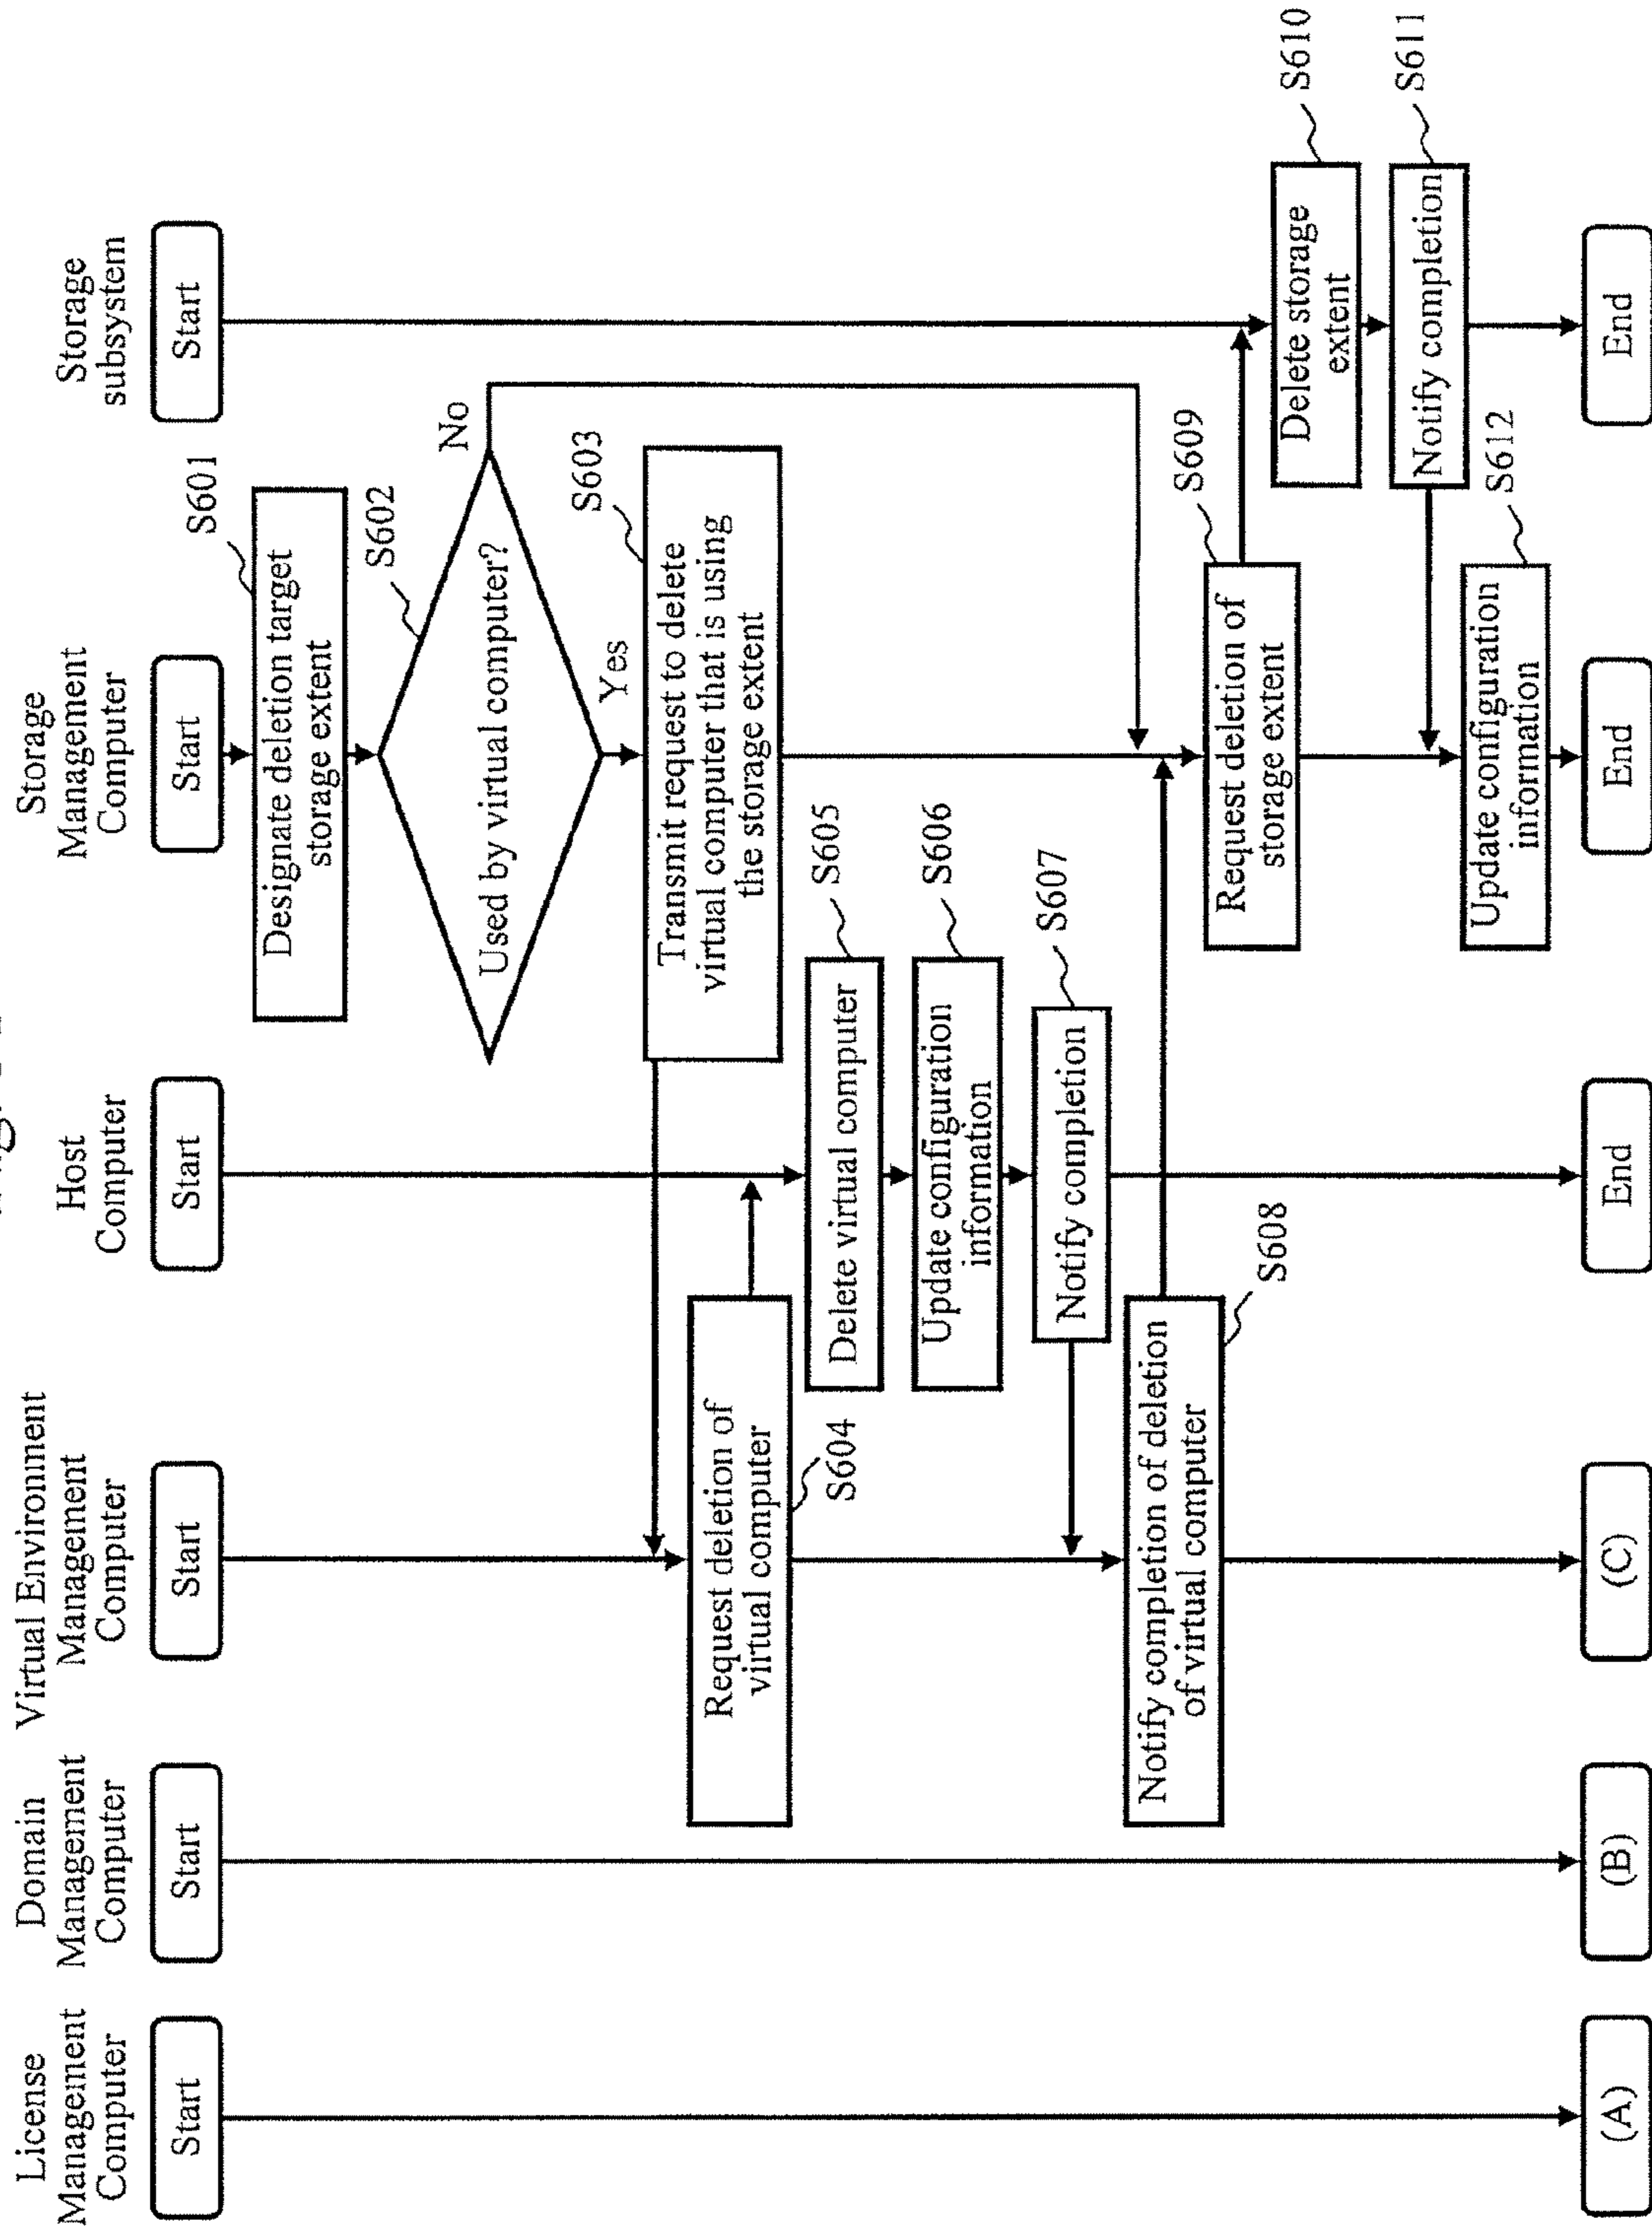 License
Management
Computer
Domain
Management
Computer
Virtual Environment
Management
Computer
Host
Computer
Storage
Management
Computer
Storage
subsystem
Start
Start
Start
Start
Start
Start
S601
Designate deletion target
storage extent
S602
Used by virtual computer?
No
Yes
S603
Transmit request to delete
virtual computer that is using
the storage extent
Request deletion of
virtual computer
S604
Delete virtual computer
S605
Update configuration
information
S606
Notify completion
S607
Notify completion of deletion
of virtual computer
S608
Request deletion of
storage extent
S609
Delete storage
extent
S610
Notify completion
S611
Update configuration
information
S612
(A)
(B)
(C)
End
End
End